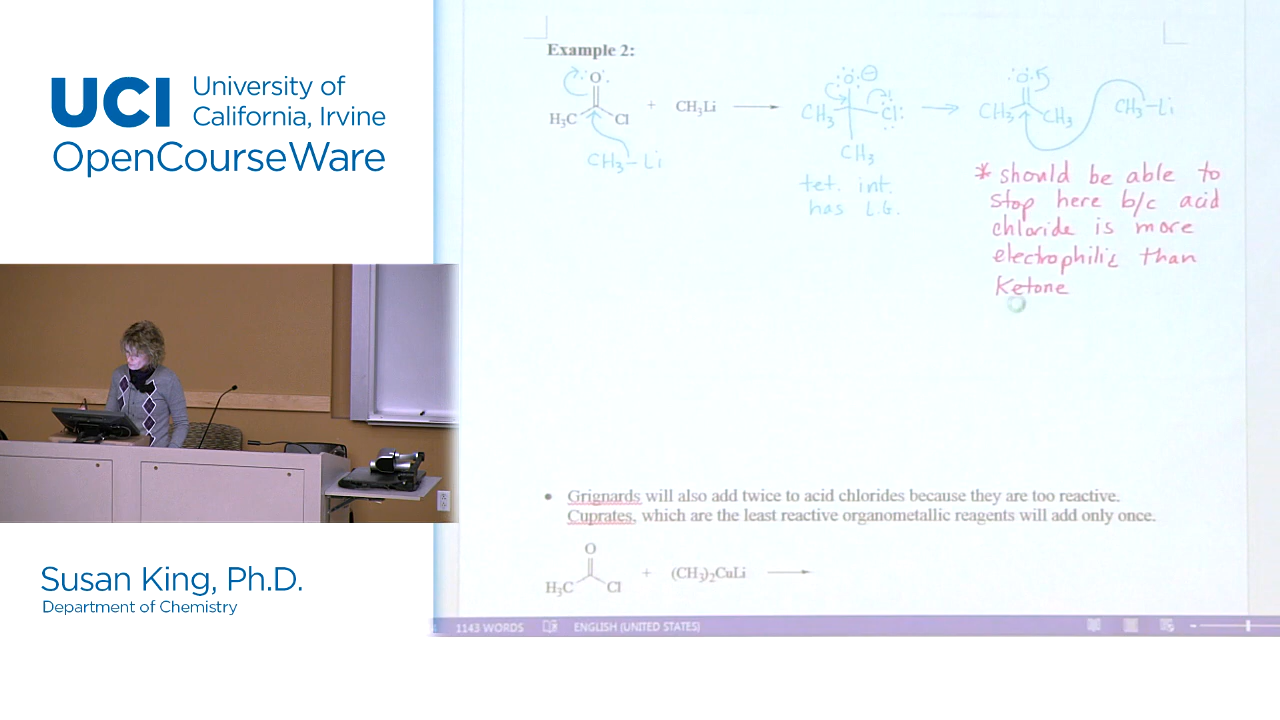 UCI University of
California, Irvine
OpenCourseWare
Example 2:
O
H₃C Cl + CH₃Li
CH₃-Li
:O: ⊖
CH₃ Cl:
CH₃
tet. int.
has L.G.
:O:
CH₃ CH₃ CH₃-Li
* should be able to
stop here b/c acid
chloride is more
electrophilic than
Ketone
• Grignards will also add twice to acid chlorides because they are too reactive.
Cuprates, which are the least reactive organometallic reagents will add only once.
O
H₃C Cl + (CH₃)₂CuLi
Susan King, Ph.D.
Department of Chemistry
1143 WORDS ENGLISH (UNITED STATES)